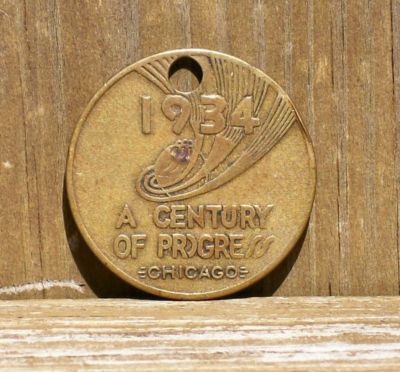 1934
A CENTURY
OF PROGRESS
CHICAGO